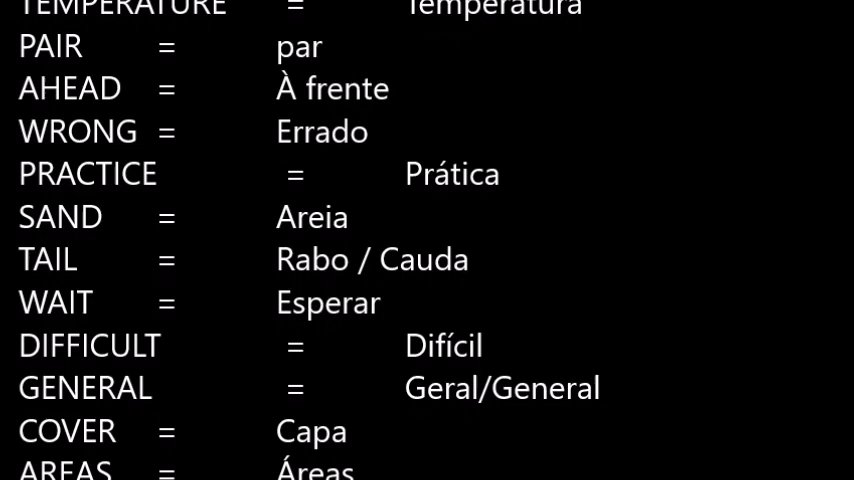 TEMPERATURE = Temperatura
PAIR = par
AHEAD = À frente
WRONG = Errado
PRACTICE = Prática
SAND = Areia
TAIL = Rabo / Cauda
WAIT = Esperar
DIFFICULT = Difícil
GENERAL = Geral/General
COVER = Capa
AREAS = Áreas